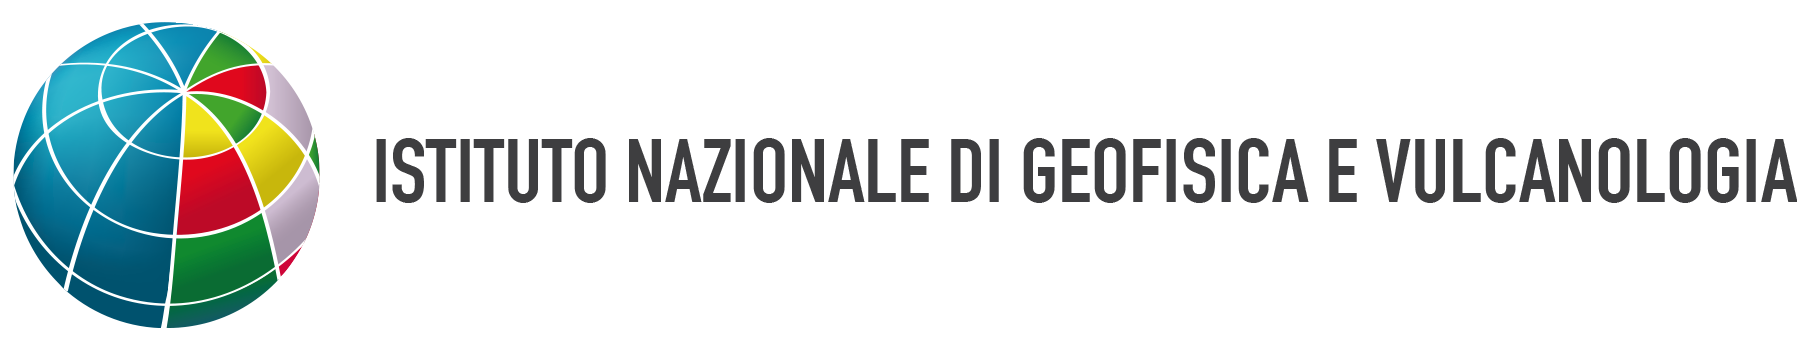 ISTITUTO NAZIONALE DI GEOFISICA E VULCANOLOGIA